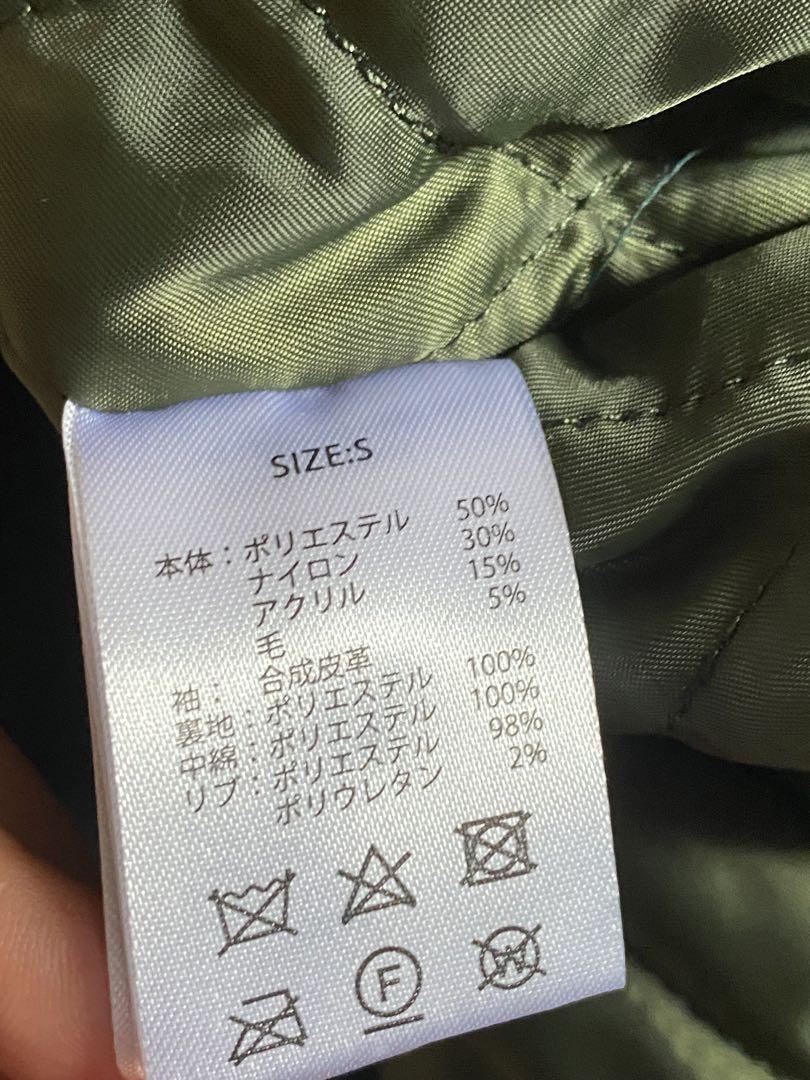 SIZE:S
本体：ポリエステル 50%
ナイロン 30%
アクリル 15%
毛 5%
袖： 合成皮革
裏地：ポリエステル 100%
中綿：ポリエステル 100%
リブ：ポリエステル 98%
ポリウレタン 2%
F
W